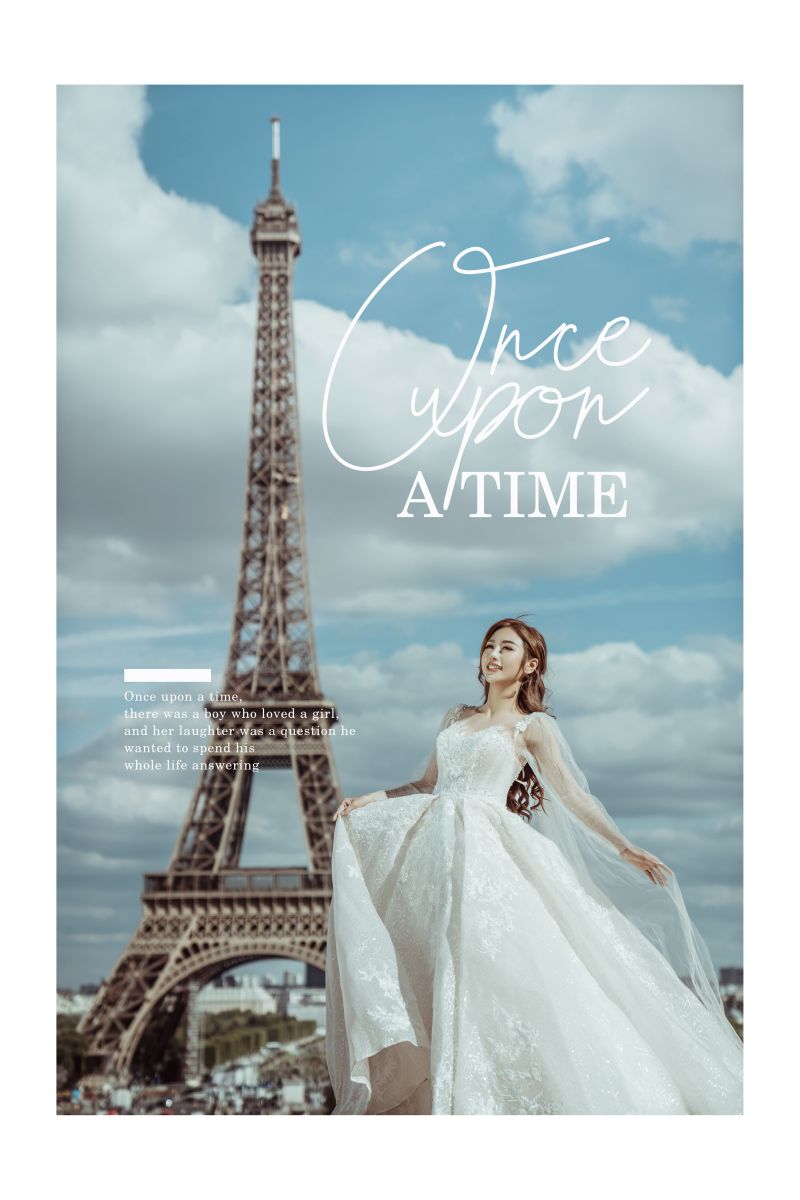 Once
upon
A TIME
Once upon a time,
there was a boy who loved a girl,
and her laughter was a question he
wanted to spend his
whole life answering